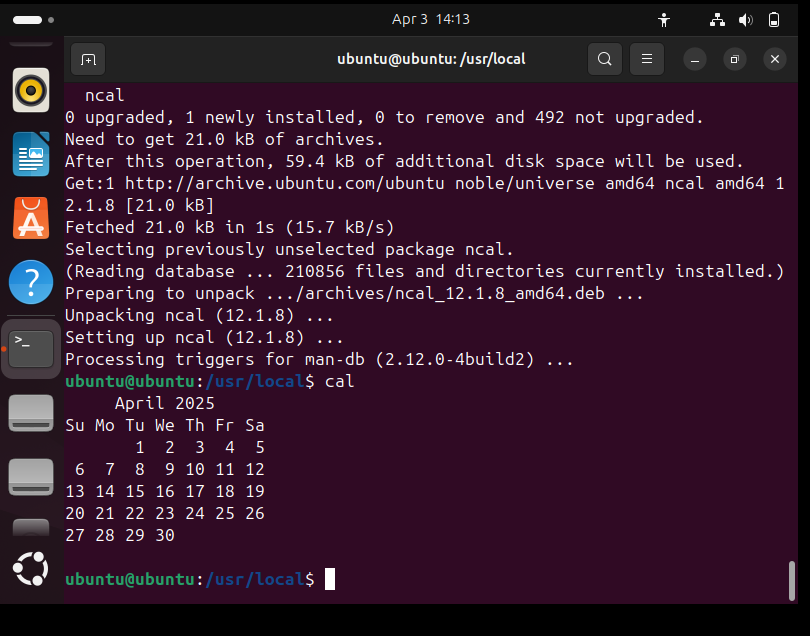 Apr 3 14:13
ubuntu@ubuntu: /usr/local
ncal
0 upgraded, 1 newly installed, 0 to remove and 492 not upgraded.
Need to get 21.0 kB of archives.
After this operation, 59.4 kB of additional disk space will be used.
Get:1 http://archive.ubuntu.com/ubuntu noble/universe amd64 ncal amd64 1
2.1.8 [21.0 kB]
Fetched 21.0 kB in 1s (15.7 kB/s)
Selecting previously unselected package ncal.
(Reading database ... 210856 files and directories currently installed.)
Preparing to unpack .../archives/ncal_12.1.8_amd64.deb ...
Unpacking ncal (12.1.8) ...
Setting up ncal (12.1.8) ...
Processing triggers for man-db (2.12.0-4build2) ...
ubuntu@ubuntu:/usr/local$ cal
     April 2025
Su Mo Tu We Th Fr Sa
       1  2  3  4  5
 6  7  8  9 10 11 12
13 14 15 16 17 18 19
20 21 22 23 24 25 26
27 28 29 30
ubuntu@ubuntu:/usr/local$